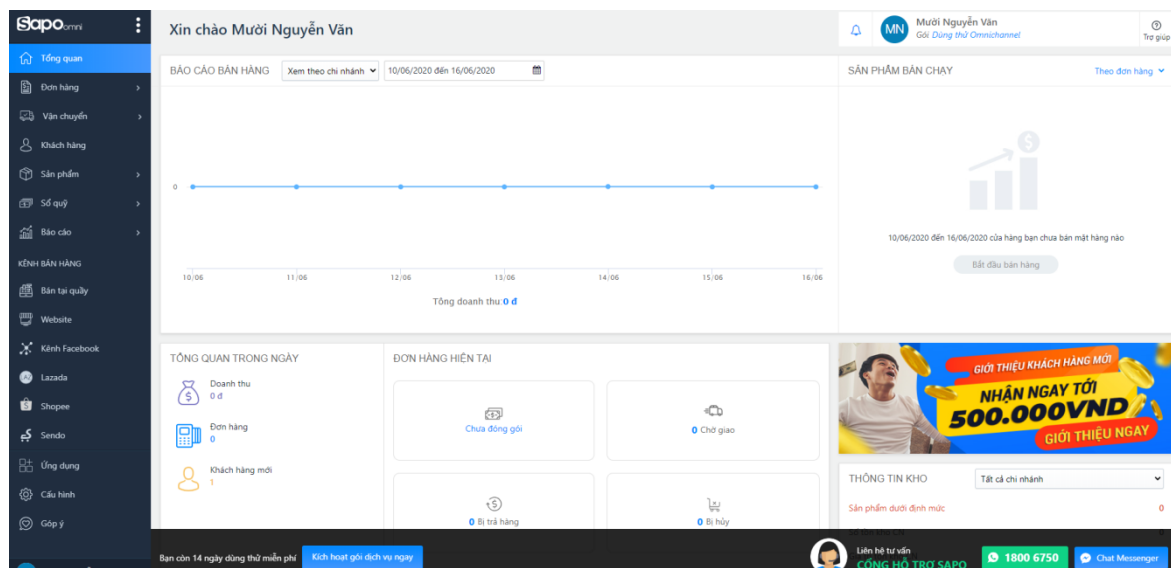 Sapo omni
Tổng quan
Đơn hàng
Vận chuyển
Khách hàng
Sản phẩm
Sổ quỹ
Báo cáo
KÊNH BÁN HÀNG
Bán tại quầy
Website
Kênh Facebook
Lazada
Shopee
Sendo
Ứng dụng
Cấu hình
Góp ý
Xin chào Mười Nguyễn Văn
MN
Mười Nguyễn Văn
Gói Dùng thử Omnichannel
Trợ giúp
BÁO CÁO BÁN HÀNG
Xem theo chi nhánh
10/06/2020 đến 16/06/2020
0
10/06 11/06 12/06 13/06 14/06 15/06 16/06
Tổng doanh thu:0 đ
SẢN PHẨM BÁN CHẠY
Theo đơn hàng
10/06/2020 đến 16/06/2020 cửa hàng bạn chưa bán mặt hàng nào
Bắt đầu bán hàng
TỔNG QUAN TRONG NGÀY
Doanh thu
0 đ
Đơn hàng
0
Khách hàng mới
1
ĐƠN HÀNG HIỆN TẠI
Chưa đóng gói
0 Chờ giao
0 Bị trả hàng
0 Bị hủy
GIỚI THIỆU KHÁCH HÀNG MỚI
NHẬN NGAY TỚI
500.000VND
GIỚI THIỆU NGAY
THÔNG TIN KHO
Tất cả chi nhánh
Sản phẩm dưới định mức
0
Bạn còn 14 ngày dùng thử miễn phí
Kích hoạt gói dịch vụ ngay
Liên hệ tư vấn
CỔNG HỖ TRỢ SAPO
1800 6750
Chat Messenger